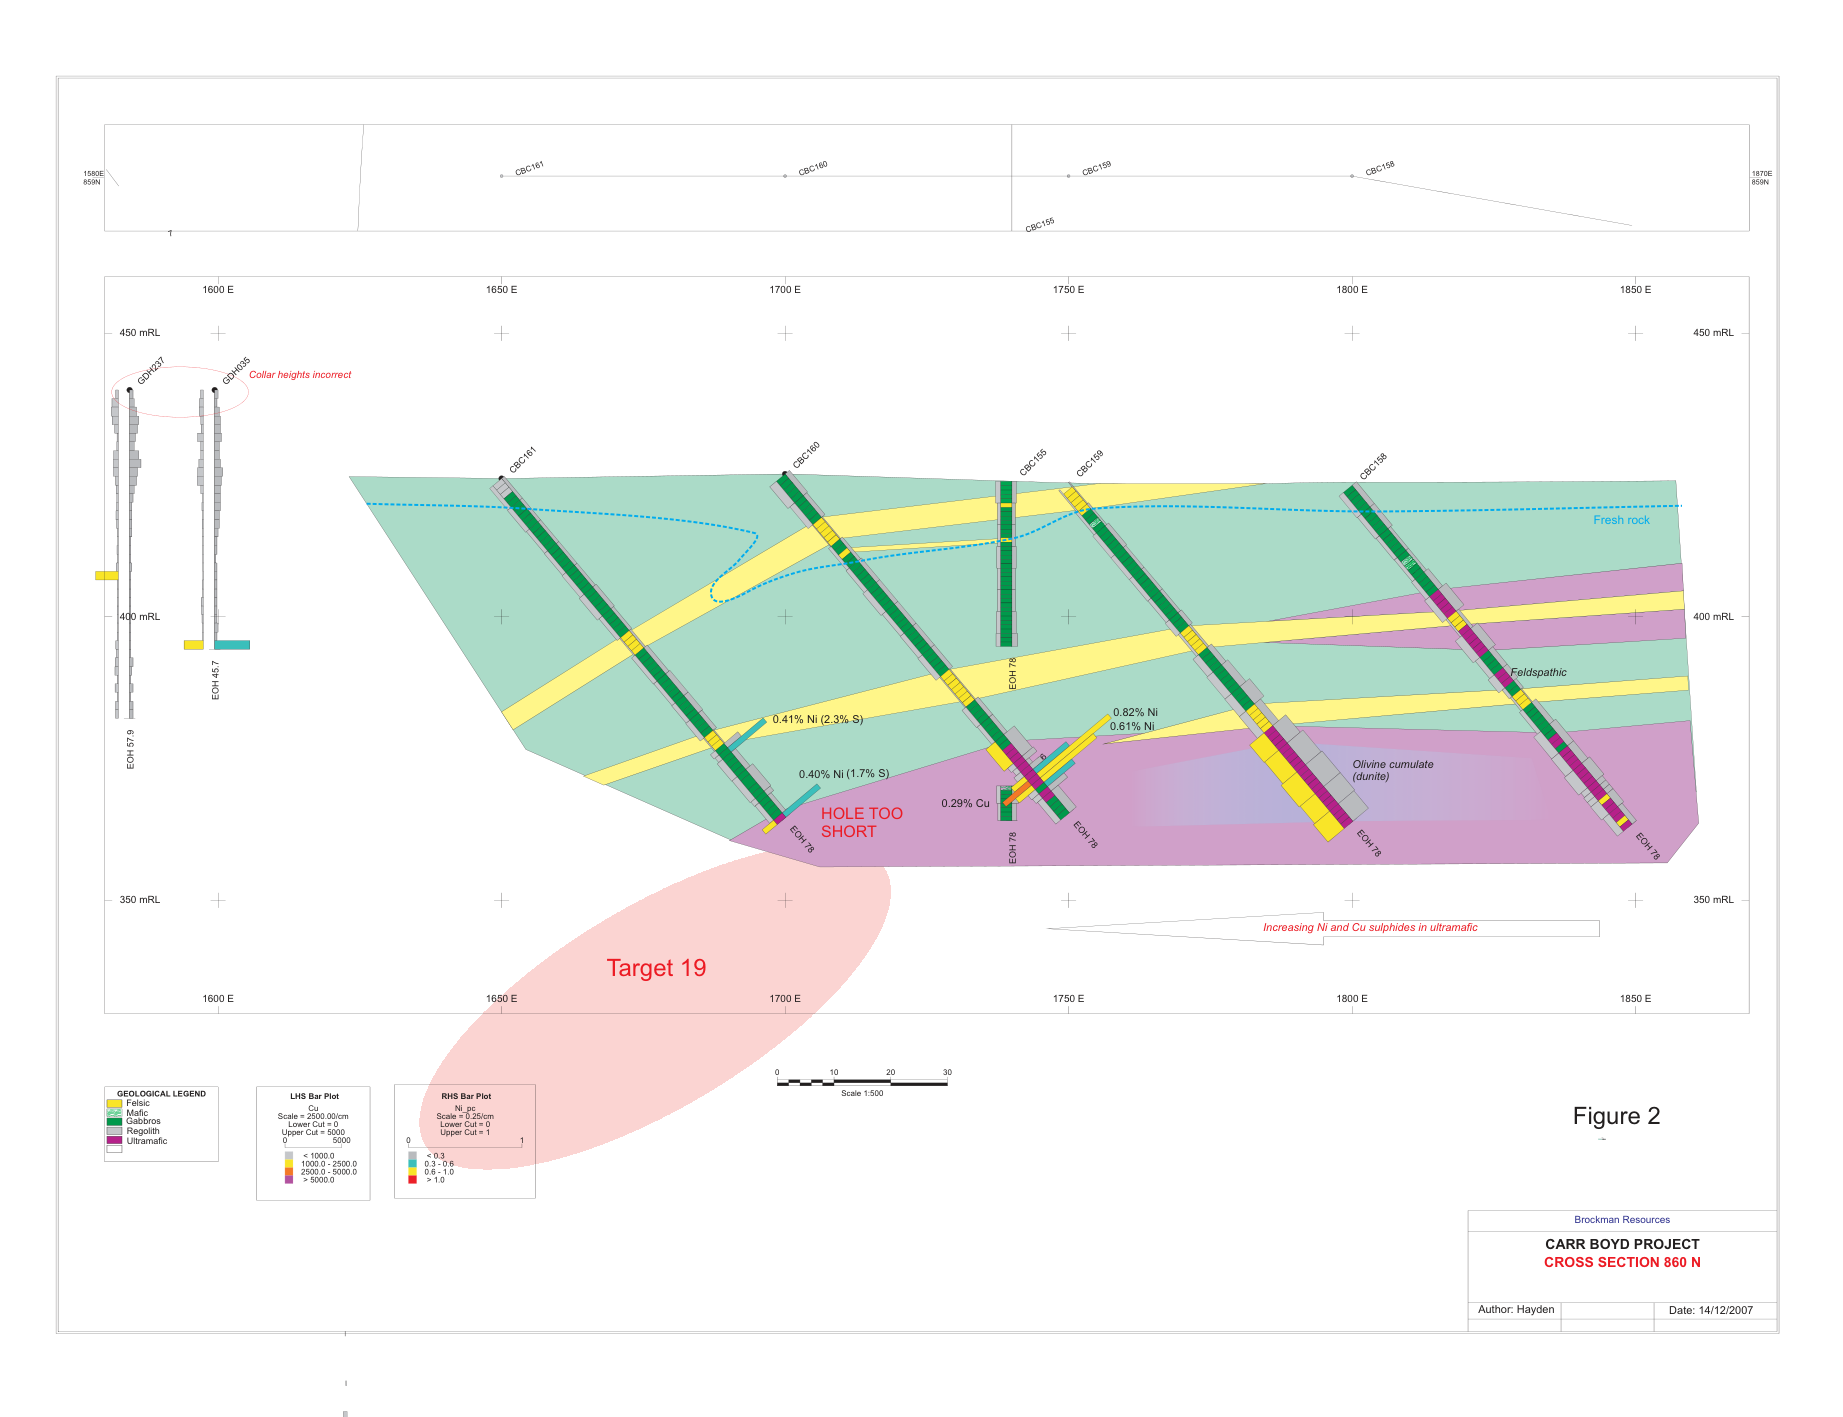 CBC161
CBC160
CBC159
CBC158
1580E
859N
1870E
859N
CBC155
1600 E
1650 E
1700 E
1750 E
1800 E
1850 E
450 mRL
450 mRL
GDH237
GDH035
Collar heights incorrect
CBC161
CBC160
CBC155
CBC159
CBC158
Fresh rock
400 mRL
400 mRL
EOH 45.7
EOH 78
Feldspathic
EOH 57.9
0.41% Ni (2.3% S)
0.82% Ni
0.61% Ni
0.40% Ni (1.7% S)
Olivine cumulate
(dunite)
0.29% Cu
HOLE TOO
SHORT
EOH 78
EOH 78
EOH 78
EOH 78
EOH 78
350 mRL
350 mRL
Increasing Ni and Cu sulphides in ultramafic
Target 19
1600 E
1650 E
1700 E
1750 E
1800 E
1850 E
0
10
20
30
Scale 1:500
GEOLOGICAL LEGEND
Felsic
Mafic
Gabbros
Regolith
Ultramafic
LHS Bar Plot
Cu
Scale = 2500.00/cm
Lower Cut = 0
Upper Cut = 5000
0 5000
< 1000.0
1000.0 - 2500.0
2500.0 - 5000.0
> 5000.0
RHS Bar Plot
Ni_pc
Scale = 0.25/cm
Lower Cut = 0
Upper Cut = 1
0 1
< 0.3
0.3 - 0.6
0.6 - 1.0
> 1.0
Figure 2
Brockman Resources
CARR BOYD PROJECT
CROSS SECTION 860 N
Author: Hayden
Date: 14/12/2007